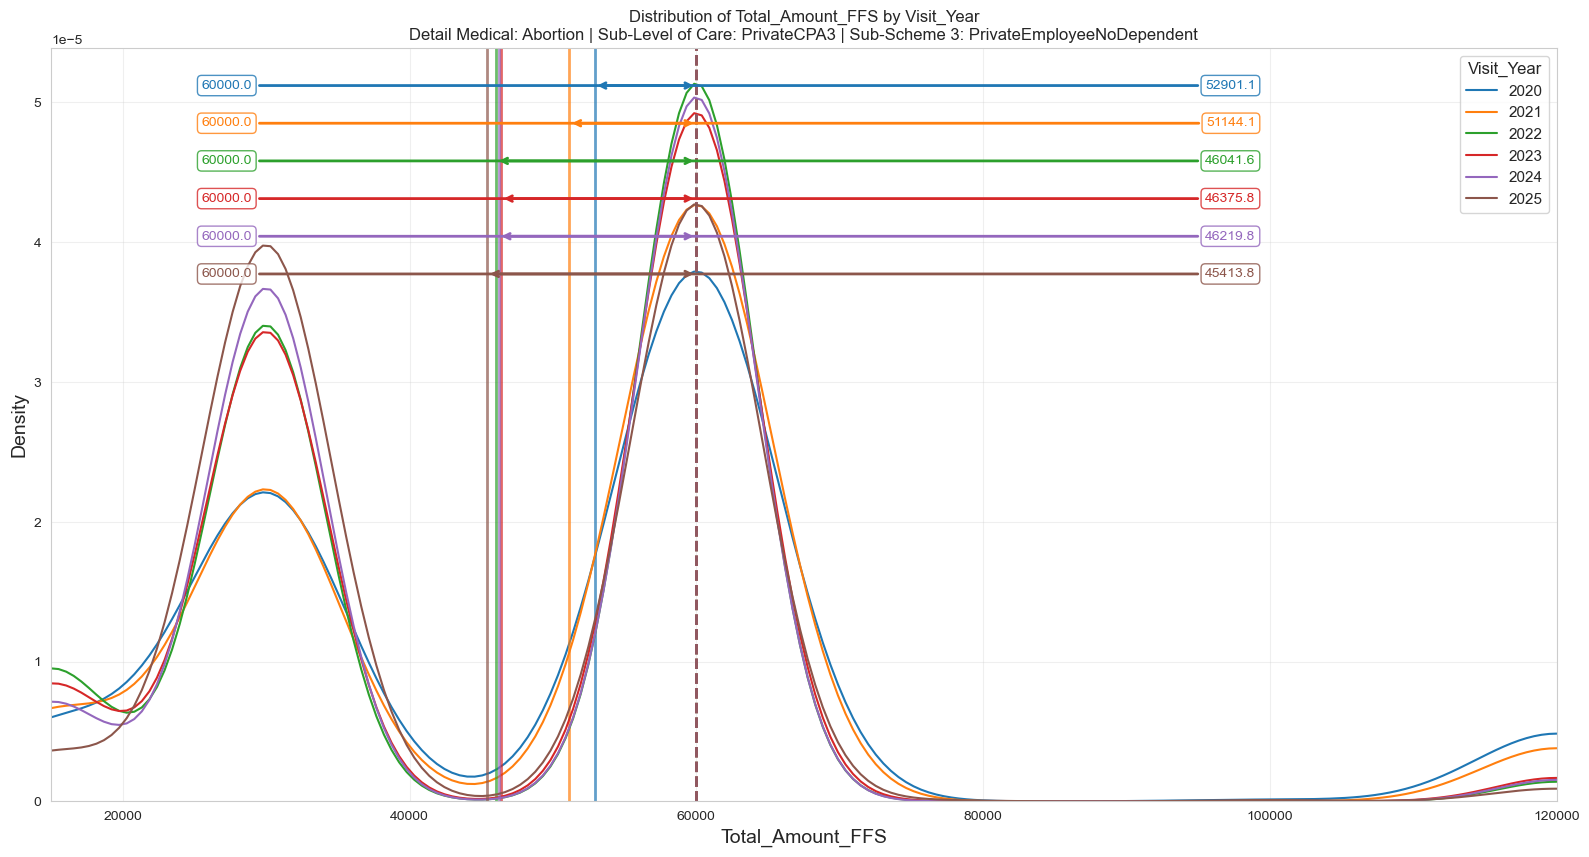 Distribution of Total_Amount_FFS by Visit_Year
Detail Medical: Abortion | Sub-Level of Care: PrivateCPA3 | Sub-Scheme 3: PrivateEmployeeNoDependent
1e−5
Visit_Year
2020
2021
2022
2023
2024
2025
60000.0 52901.1
60000.0 51144.1
60000.0 46041.6
60000.0 46375.8
60000.0 46219.8
60000.0 45413.8
5
4
3
2
1
0
Density
20000 40000 60000 80000 100000 120000
Total_Amount_FFS